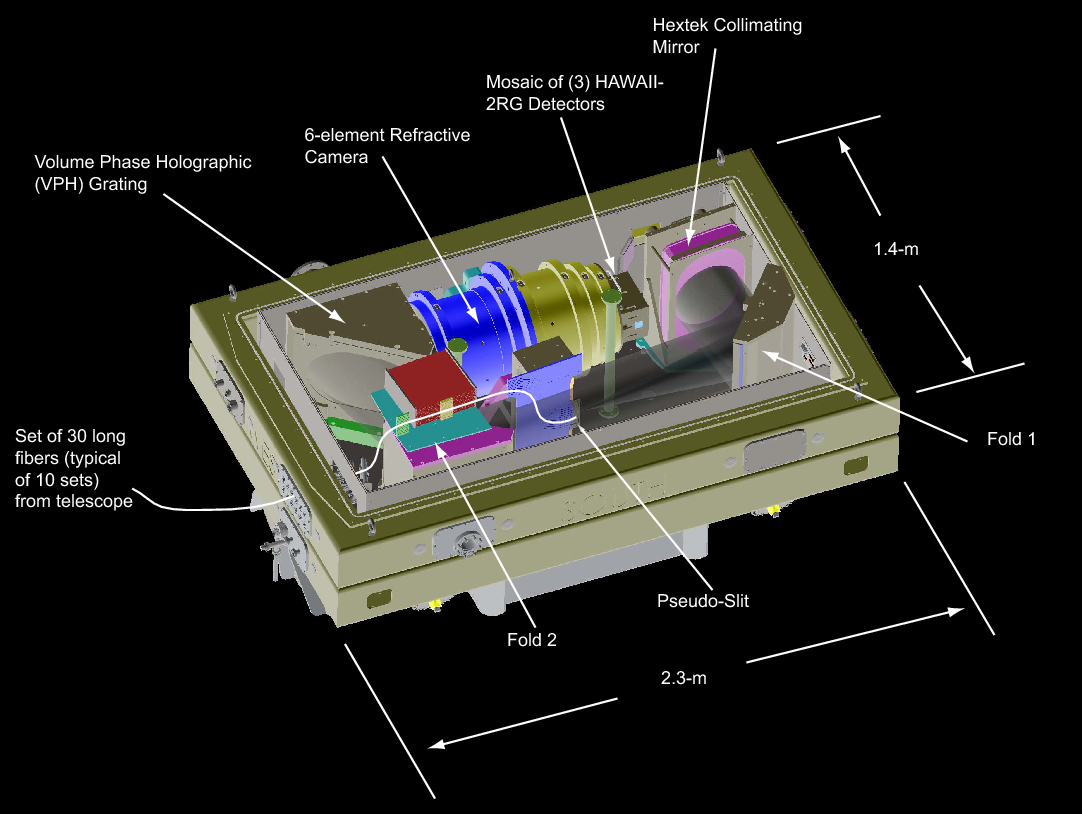 Hextek Collimating
Mirror
Mosaic of (3) HAWAII-
2RG Detectors
6-element Refractive
Camera
Volume Phase Holographic
(VPH) Grating
1.4-m
Fold 1
Set of 30 long
fibers (typical
of 10 sets)
from telescope
Pseudo-Slit
Fold 2
2.3-m